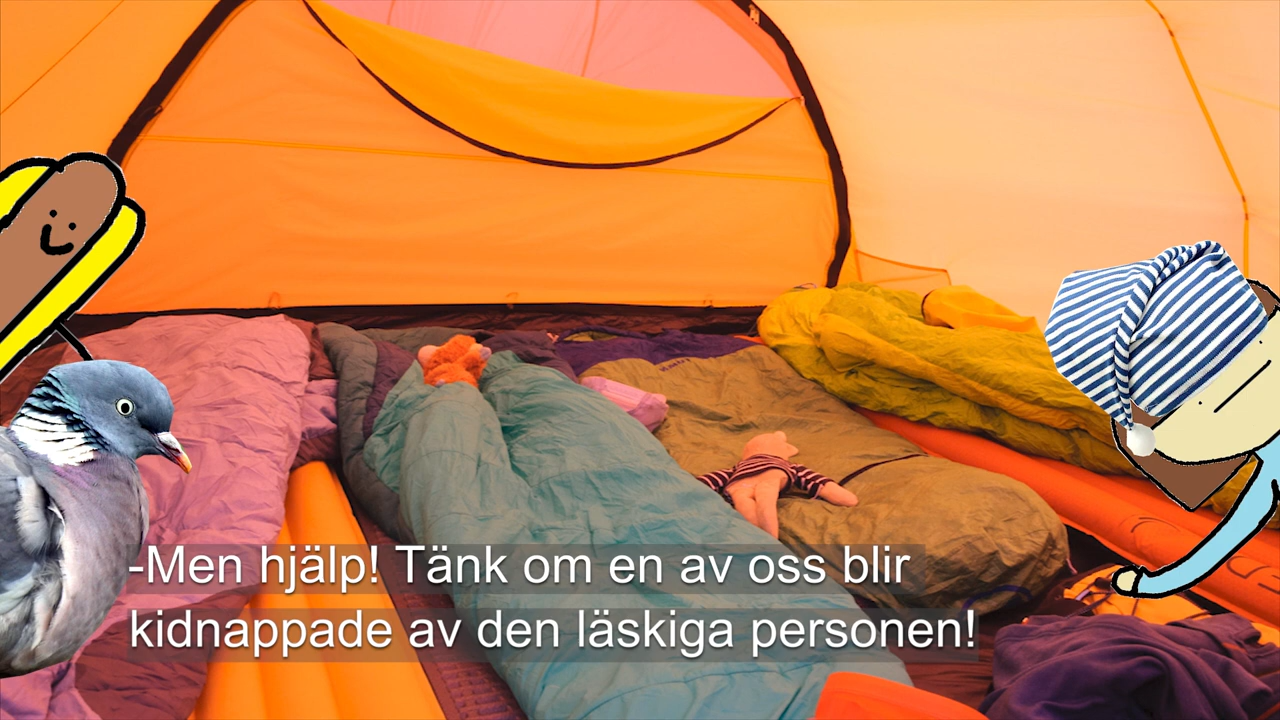 -Men hjälp! Tänk om en av oss blir
kidnappade av den läskiga personen!